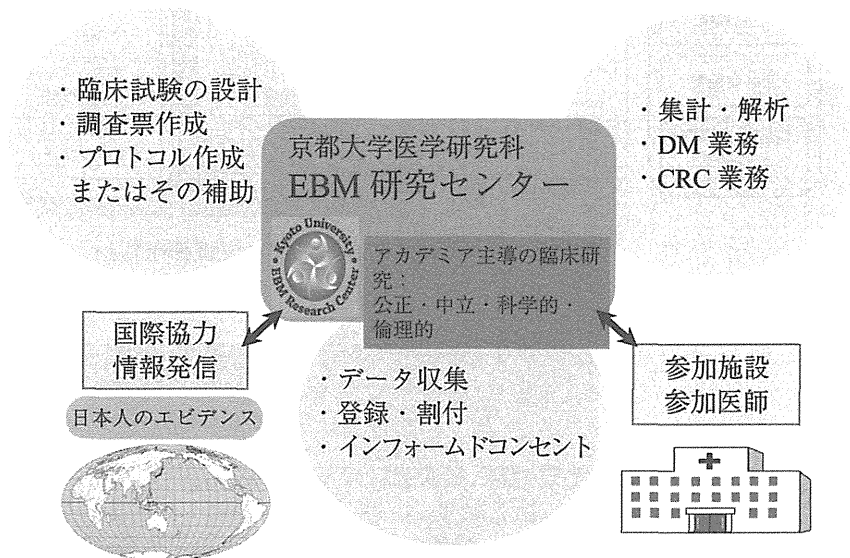 ・臨床試験の設計
・調査票作成
・プロトコル作成
またはその補助
京都大学医学研究科
EBM 研究センター
Kyoto University
EBM Research Center
アカデミア主導の臨床研
究：
公正・中立・科学的・
倫理的
・集計・解析
・DM 業務
・CRC 業務
国際協力
情報発信
日本人のエビデンス
・データ収集
・登録・割付
・インフォームドコンセント
参加施設
参加医師